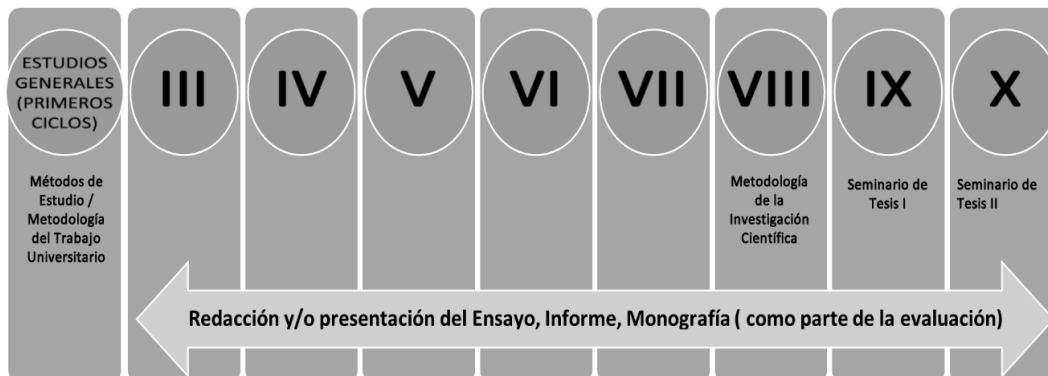 ESTUDIOS
GENERALES
(PRIMEROS
CICLOS)
III
IV
V
VI
VII
VIII
IX
X
Métodos de
Estudio /
Metodología
del Trabajo
Universitario
Metodología
de la
Investigación
Científica
Seminario de
Tesis I
Seminario de
Tesis II
Redacción y/o presentación del Ensayo, Informe, Monografía ( como parte de la evaluación)